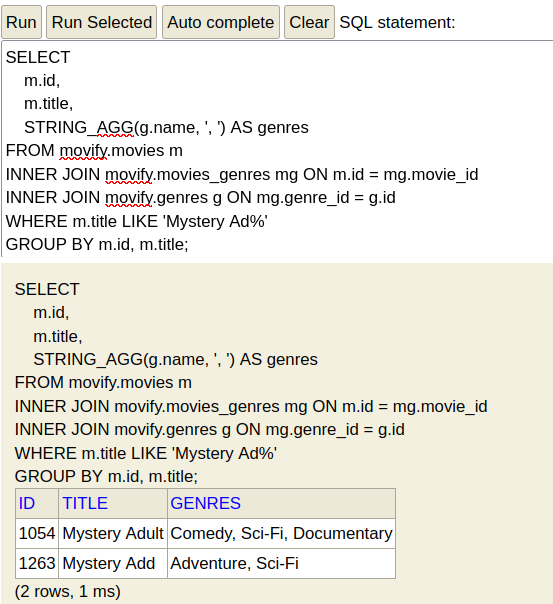 Run Run Selected Auto complete Clear SQL statement:
SELECT
    m.id,
    m.title,
    STRING_AGG(g.name, ', ') AS genres
FROM movify.movies m
INNER JOIN movify.movies_genres mg ON m.id = mg.movie_id
INNER JOIN movify.genres g ON mg.genre_id = g.id
WHERE m.title LIKE 'Mystery Ad%'
GROUP BY m.id, m.title;
SELECT
    m.id,
    m.title,
    STRING_AGG(g.name, ', ') AS genres
FROM movify.movies m
INNER JOIN movify.movies_genres mg ON m.id = mg.movie_id
INNER JOIN movify.genres g ON mg.genre_id = g.id
WHERE m.title LIKE 'Mystery Ad%'
GROUP BY m.id, m.title;
ID TITLE GENRES
1054 Mystery Adult Comedy, Sci-Fi, Documentary
1263 Mystery Add Adventure, Sci-Fi
(2 rows, 1 ms)